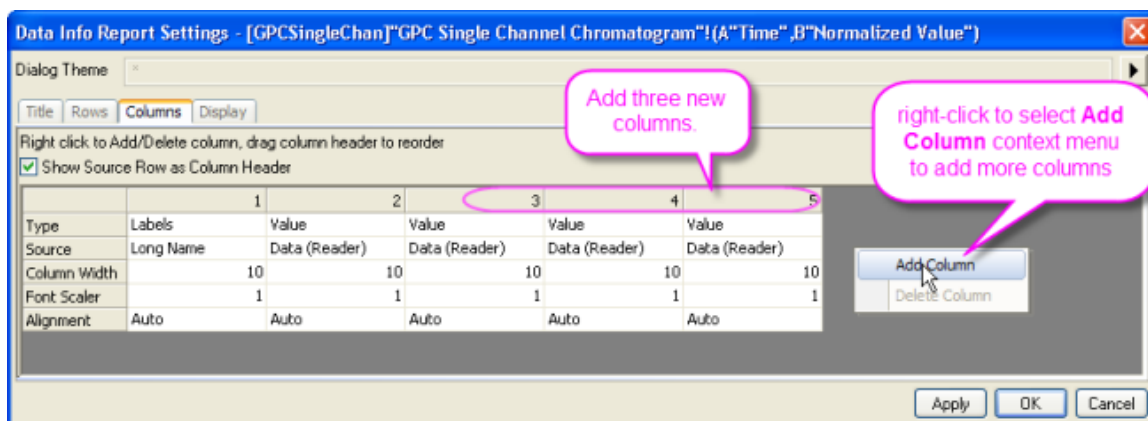 Data Info Report Settings - [GPCSingleChan]"GPC Single Channel Chromatogram"!(A"Time",B"Normalized Value")
Dialog Theme *
Add three new
columns.
right-click to select Add
Column context menu
to add more columns
Title Rows Columns Display
Right click to Add/Delete column, drag column header to reorder
Show Source Row as Column Header
1 2 3 4 5
Type Labels Value Value Value Value
Source Long Name Data (Reader) Data (Reader) Data (Reader) Data (Reader)
Column Width 10 10 10 10 10
Font Scaler 1 1 1 1 1
Alignment Auto Auto Auto Auto Auto
Add Column
Delete Column
Apply OK Cancel